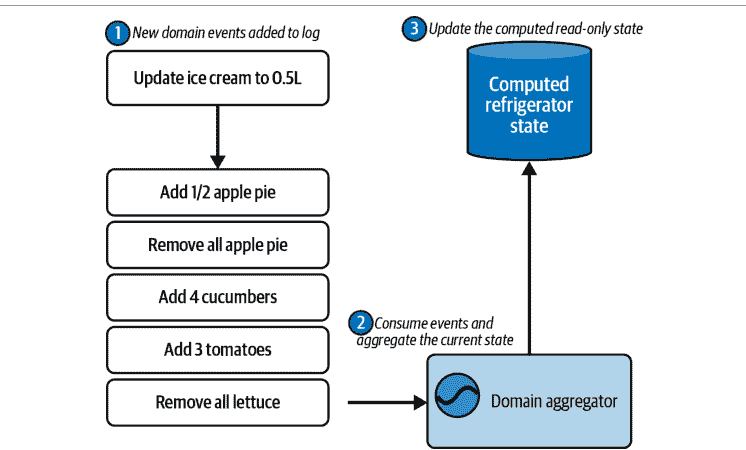 1 New domain events added to log
Update ice cream to 0.5L
Add 1/2 apple pie
Remove all apple pie
Add 4 cucumbers
Add 3 tomatoes
Remove all lettuce
2 Consume events and
aggregate the current state
Domain aggregator
3 Update the computed read-only state
Computed
refrigerator
state